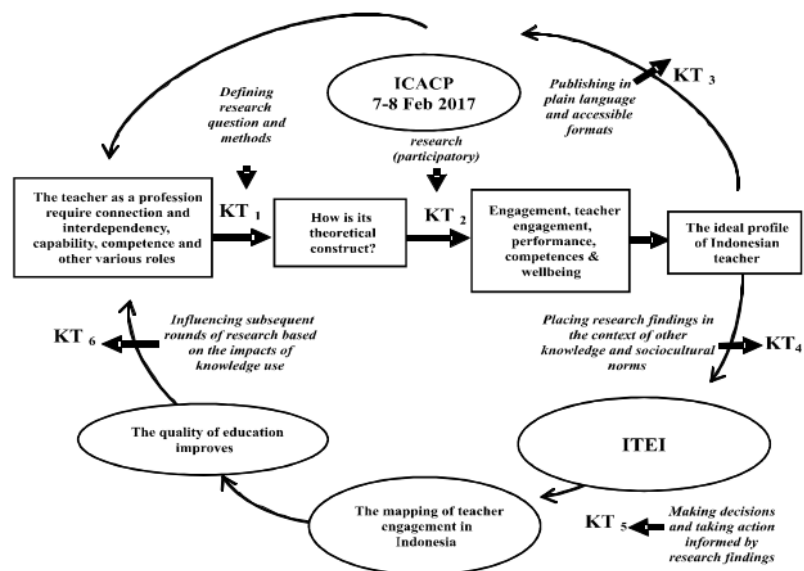 ICACP
7-8 Feb 2017
Defining
research
question and
methods
research
(participatory)
Publishing in
plain language
and accessible
formats
KT 3
The teacher as a profession
require connection and
interdependency,
capability, competence and
other various roles
KT 1
How is its
theoretical
construct?
KT 2
Engagement, teacher
engagement,
performance,
competences &
wellbeing
The ideal profile
of Indonesian
teacher
KT 6
Influencing subsequent
rounds of research based
on the impacts of
knowledge use
Placing research findings in
the context of other
knowledge and sociocultural
norms
KT4
The quality of education
improves
ITEI
The mapping of teacher
engagement in
Indonesia
KT 5
Making decisions
and taking action
informed by
research findings